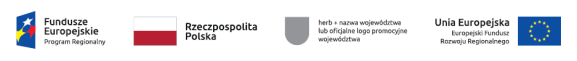 Fundusze
Europejskie
Program Regionalny
Rzeczpospolita
Polska
herb + nazwa województwa
lub oficjalne logo promocyjne
województwa
Unia Europejska
Europejski Fundusz
Rozwoju Regionalnego